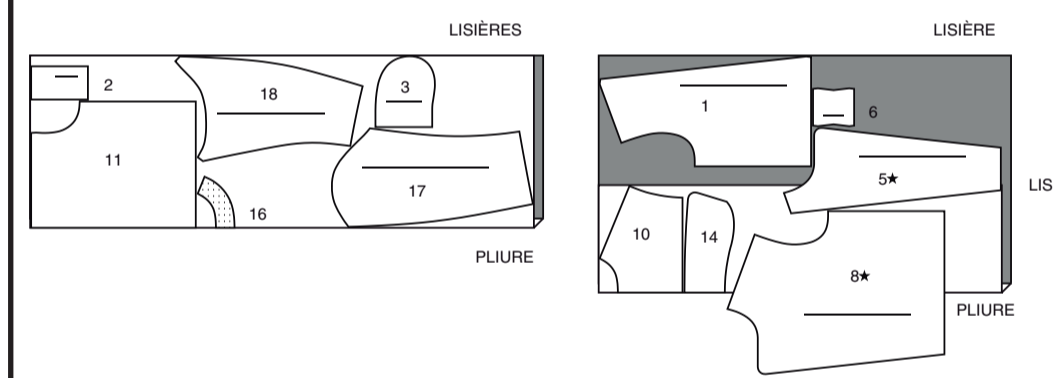 LISIÈRES
2
18
3
11
17
16
PLIURE
LISIÈRE
1
6
5★
LIS
10
14
8★
PLIURE